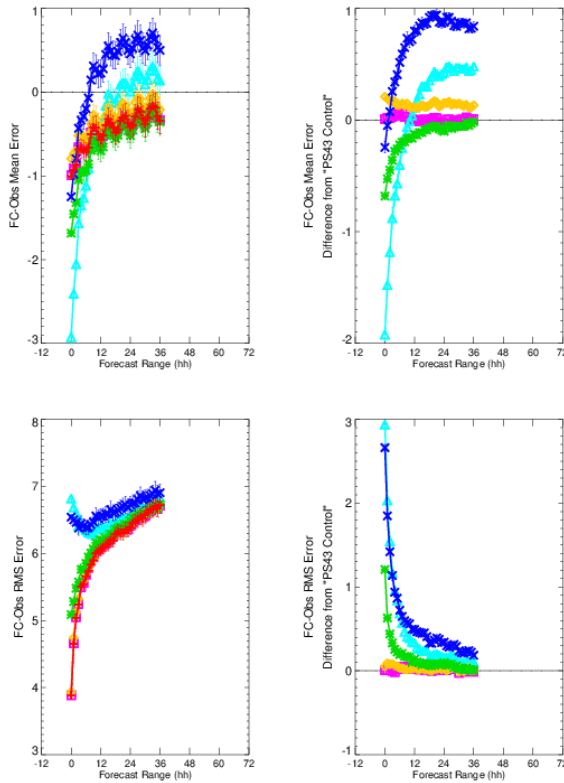 FC-Obs Mean Error
1
0
-1
-2
-3
-12 0 12 24 36 48 60 72
Forecast Range (hh)
FC-Obs Mean Error
Difference from "PS43 Control"
1
0
-1
-2
-12 0 12 24 36 48 60 72
Forecast Range (hh)
FC-Obs RMS Error
8
7
6
5
4
3
-12 0 12 24 36 48 60 72
Forecast Range (hh)
FC-Obs RMS Error
Difference from "PS43 Control"
3
2
1
0
-1
-12 0 12 24 36 48 60 72
Forecast Range (hh)